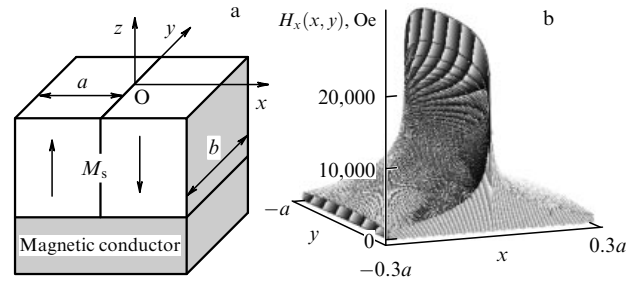 a
z
y
a
O
x
M_s
b
Magnetic conductor
H_x(x, y), Oe
b
20,000
10,000
0
−a
y
−0.3a
x
0.3a